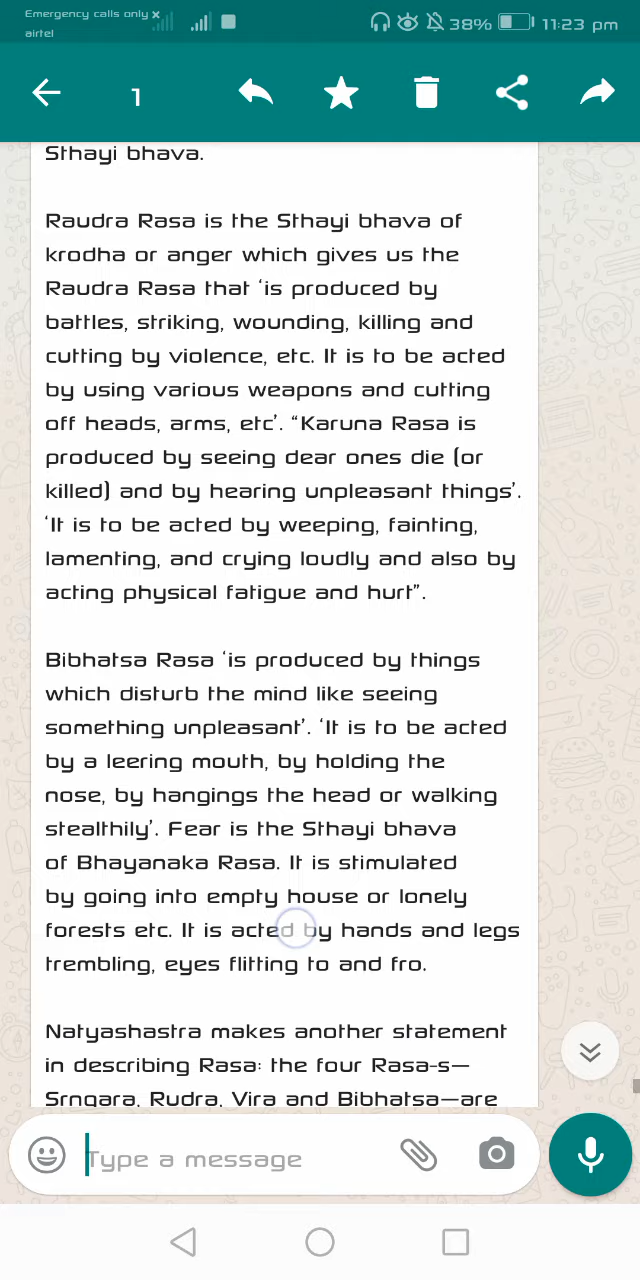 Emergency calls only
airtel
38%
11:23 pm
1
Sthayi bhava.
Raudra Rasa is the Sthayi bhava of
krodha or anger which gives us the
Raudra Rasa that ‘is produced by
battles, striking, wounding, killing and
cutting by violence, etc. It is to be acted
by using various weapons and cutting
off heads, arms, etc’. “Karuna Rasa is
produced by seeing dear ones die (or
killed) and by hearing unpleasant things’.
‘It is to be acted by weeping, fainting,
lamenting, and crying loudly and also by
acting physical fatigue and hurt”.
Bibhatsa Rasa ‘is produced by things
which disturb the mind like seeing
something unpleasant’. ‘It is to be acted
by a leering mouth, by holding the
nose, by hangings the head or walking
stealthily’. Fear is the Sthayi bhava
of Bhayanaka Rasa. It is stimulated
by going into empty house or lonely
forests etc. It is acted by hands and legs
trembling, eyes flitting to and fro.
Natyashastra makes another statement
in describing Rasa: the four Rasa-s—
Srngara, Rudra, Vira and Bibhatsa—are
Type a message